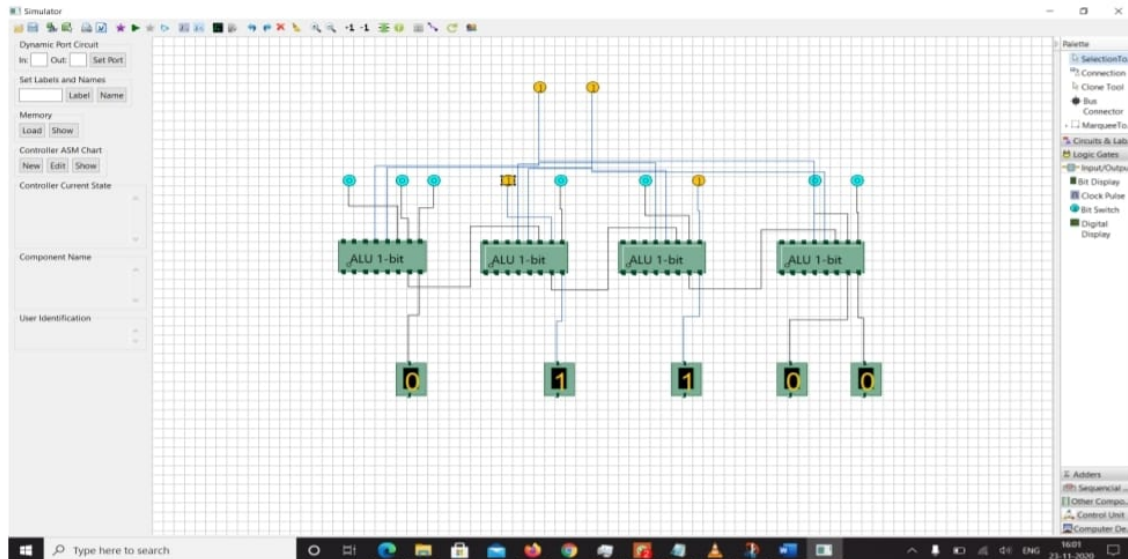 Simulator
Dynamic Port Circuit
In: Out: Set Port
Set Labels and Names
Label Name
Memory
Load Show
Controller ASM Chart
New Edit Show
Controller Current State
Component Name
User Identification
-1 -1
ALU 1-bit ALU 1-bit ALU 1-bit ALU 1-bit
0 1 1 0 0
Palette
SelectionTo...
Connection
Clone Tool
Bus
Connector
MarqueeTo...
Circuits & Lab...
Logic Gates
Input/Outpu...
Bit Display
Clock Pulse
Bit Switch
Digital
Display
Adders
Sequencial ...
Other Compo...
Control Unit
Computer De...
Type here to search
ENG
16:01
23-11-2020